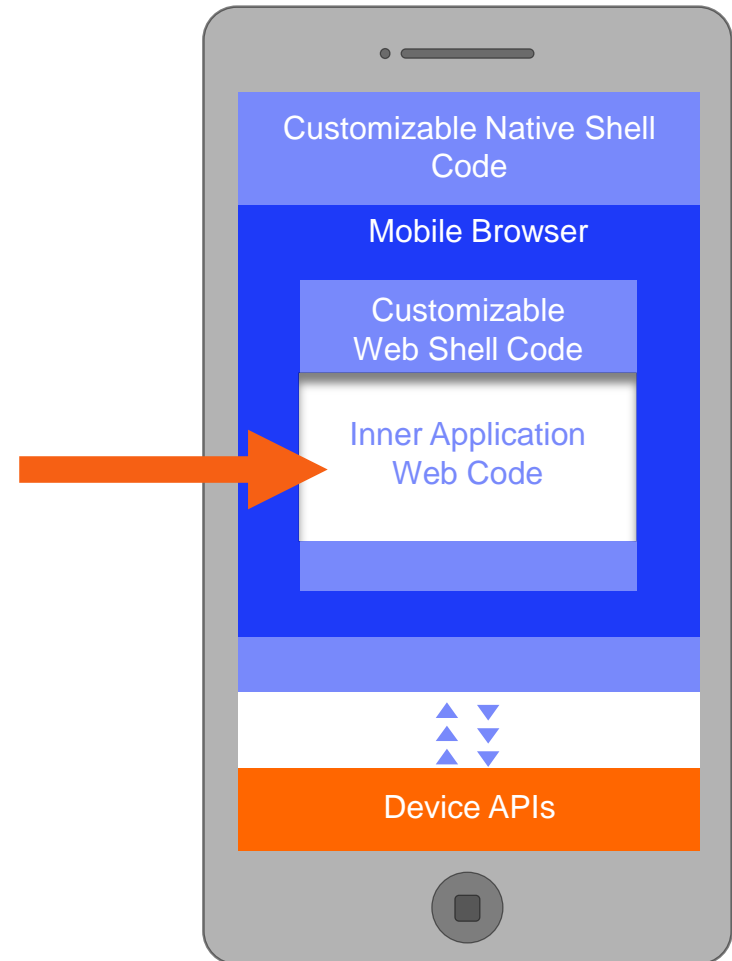 Customizable Native Shell
Code
Mobile Browser
Customizable
Web Shell Code
Inner Application
Web Code
Device APIs